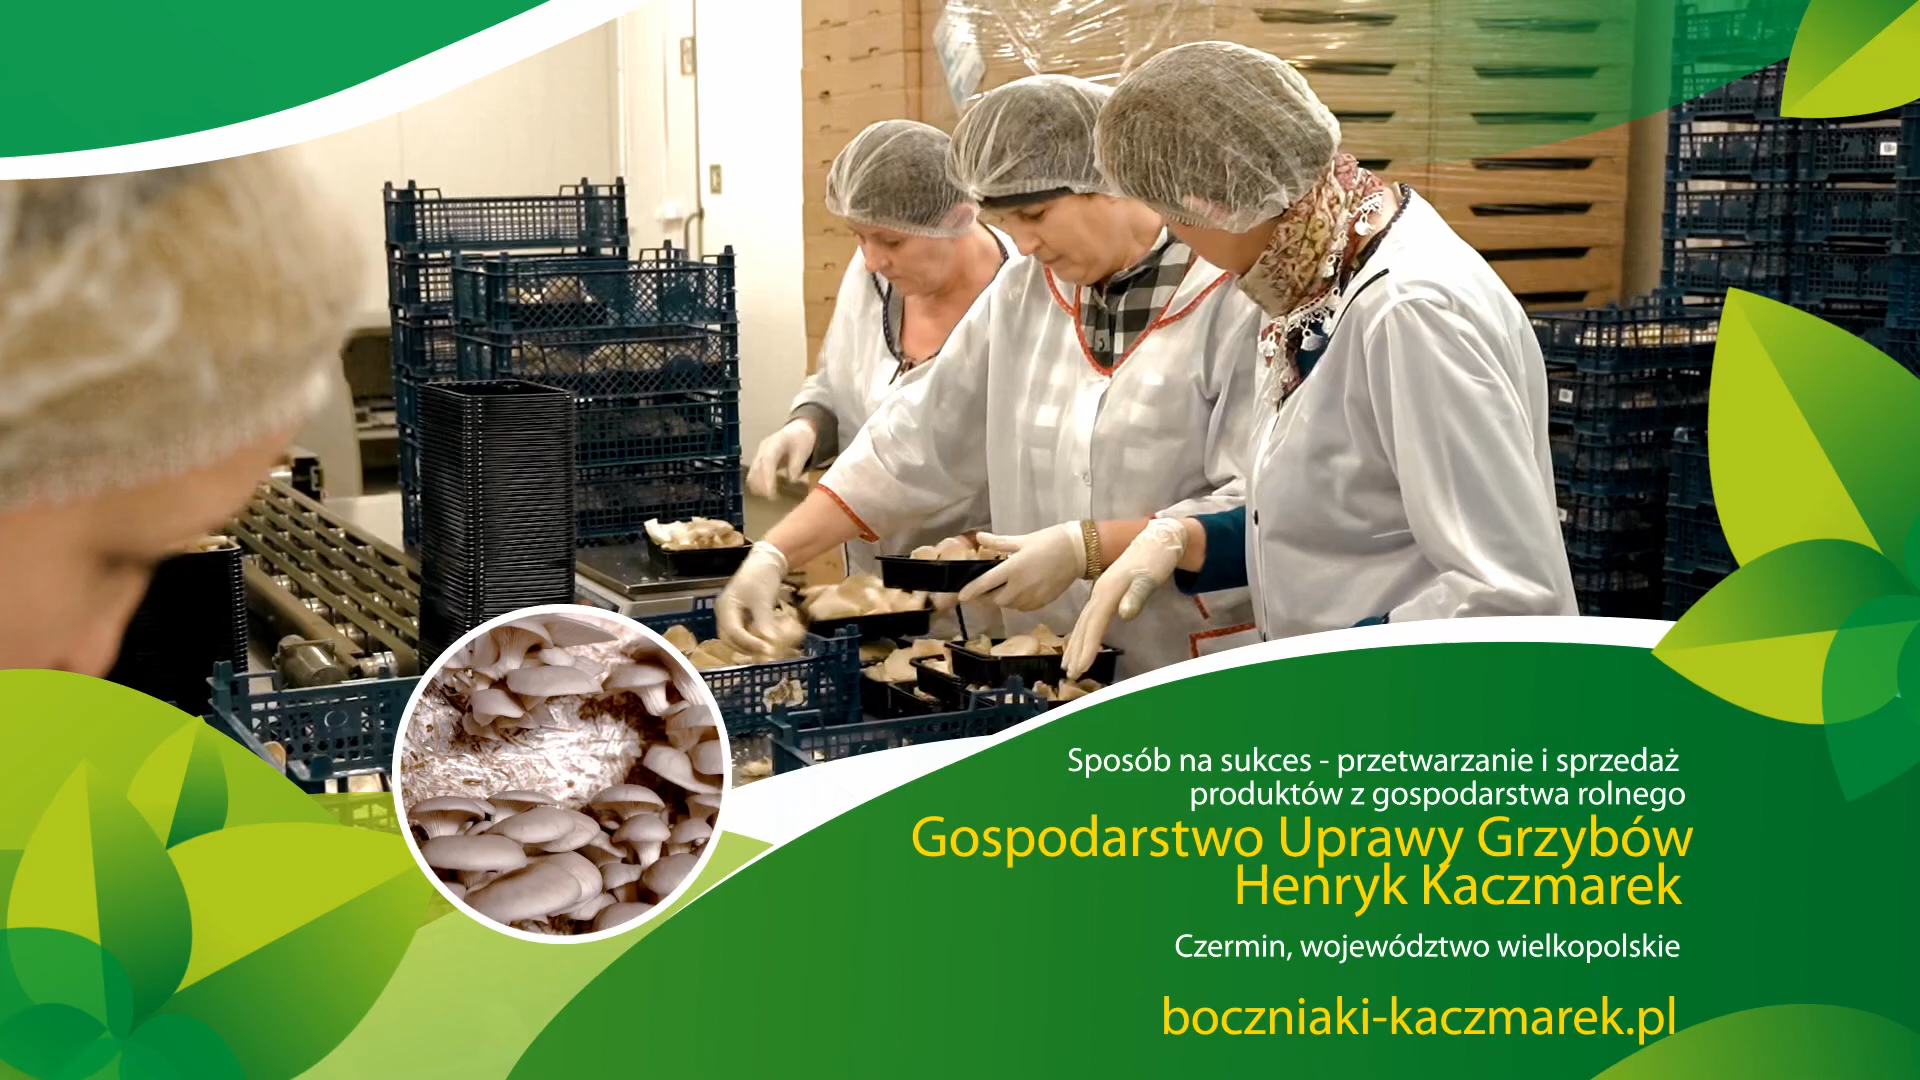 Sposób na sukces - przetwarzanie i sprzedaż
produktów z gospodarstwa rolnego
Gospodarstwo Uprawy Grzybów
Henryk Kaczmarek
Czermin, województwo wielkopolskie
boczniaki-kaczmarek.pl